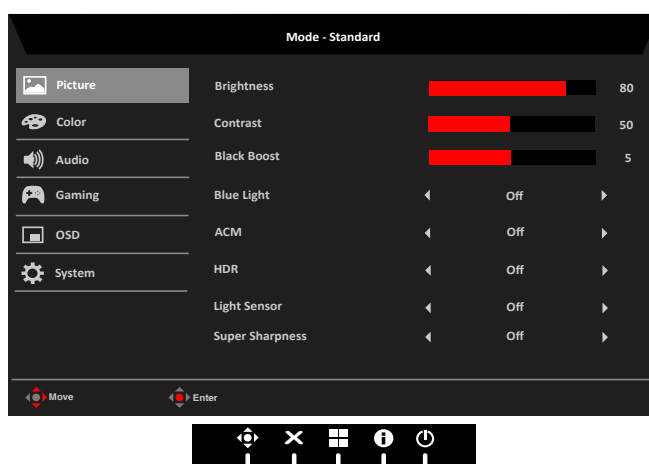 Mode - Standard
Picture
Brightness 80
Color
Contrast 50
Audio
Black Boost 5
Gaming
Blue Light Off
OSD
ACM Off
System
HDR Off
Light Sensor Off
Super Sharpness Off
Move Enter